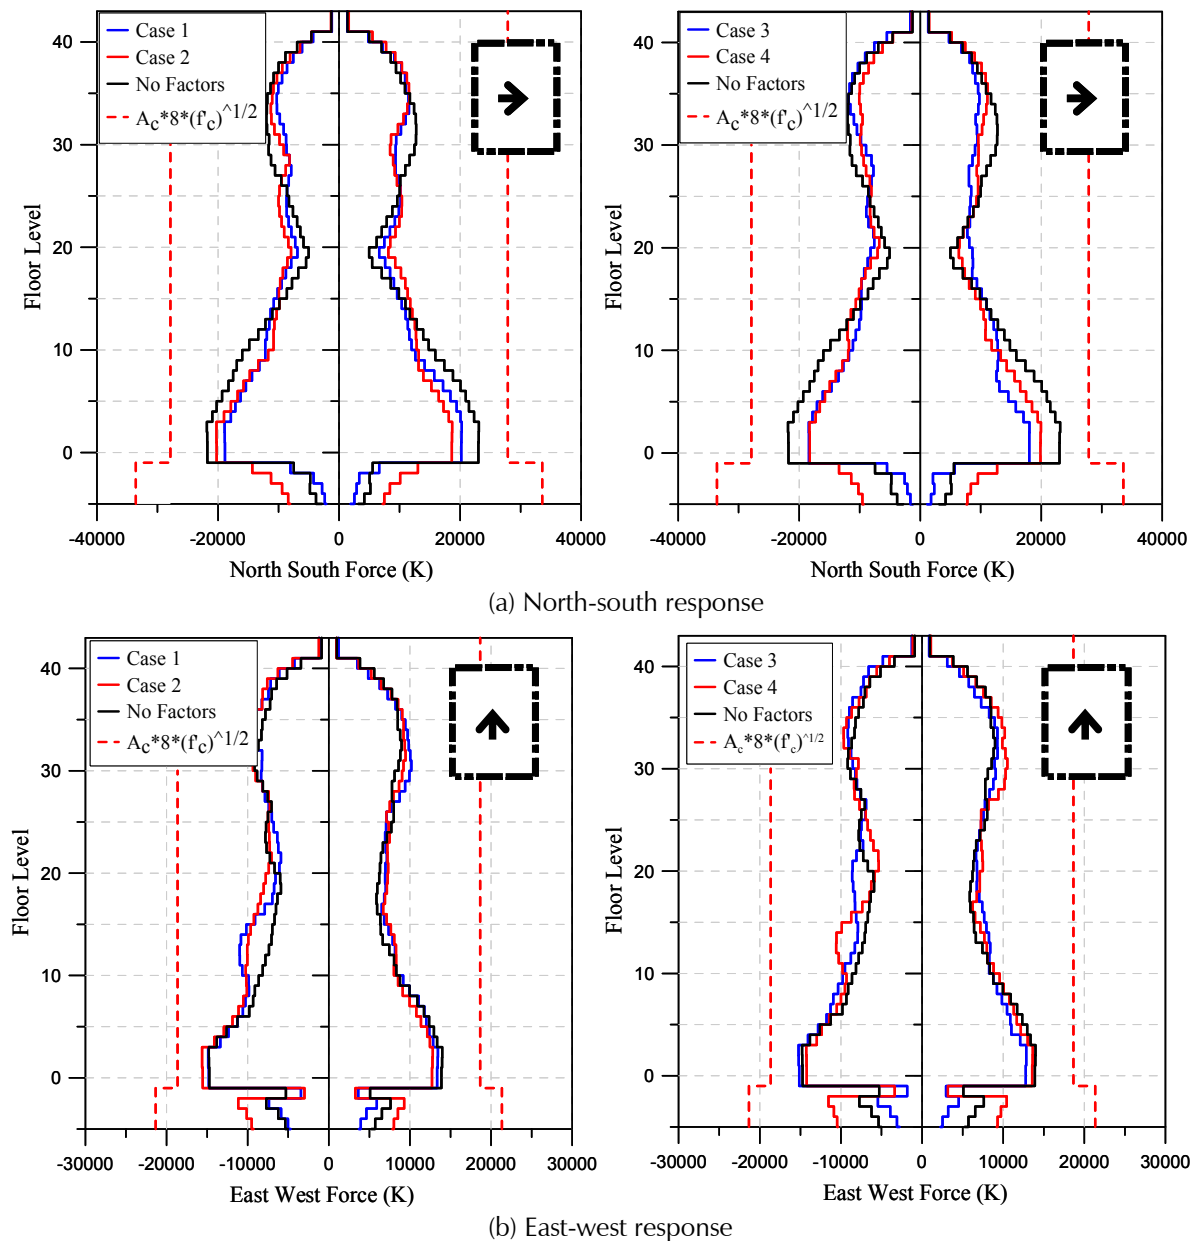 Case 1
Case 2
No Factors
Ac*8*(f'c)^1/2
40
30
20
10
0
Floor Level
-40000
-20000
0
20000
40000
North South Force (K)
Case 3
Case 4
No Factors
Ac*8*(f'c)^1/2
40
30
20
10
0
Floor Level
-40000
-20000
0
20000
40000
North South Force (K)
(a) North-south response
Case 1
Case 2
No Factors
Ac*8*(f'c)^1/2
40
30
20
10
0
Floor Level
-30000
-20000
-10000
0
10000
20000
30000
East West Force (K)
Case 3
Case 4
No Factors
Ac*8*(f'c)^1/2
40
30
20
10
0
Floor Level
-30000
-20000
-10000
0
10000
20000
30000
East West Force (K)
(b) East-west response